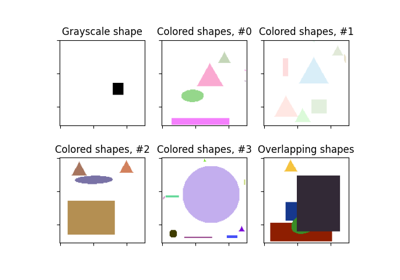 Grayscale shape
Colored shapes, #0
Colored shapes, #1
Colored shapes, #2
Colored shapes, #3
Overlapping shapes